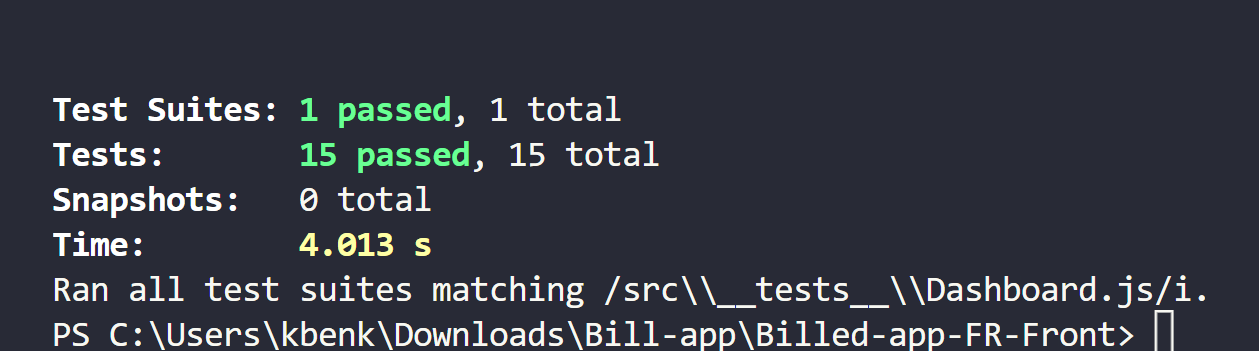 Test Suites: 1 passed, 1 total
Tests:       15 passed, 15 total
Snapshots:   0 total
Time:        4.013 s
Ran all test suites matching /src\\__tests__\\Dashboard.js/i.
PS C:\Users\kbenk\Downloads\Bill-app\Billed-app-FR-Front>